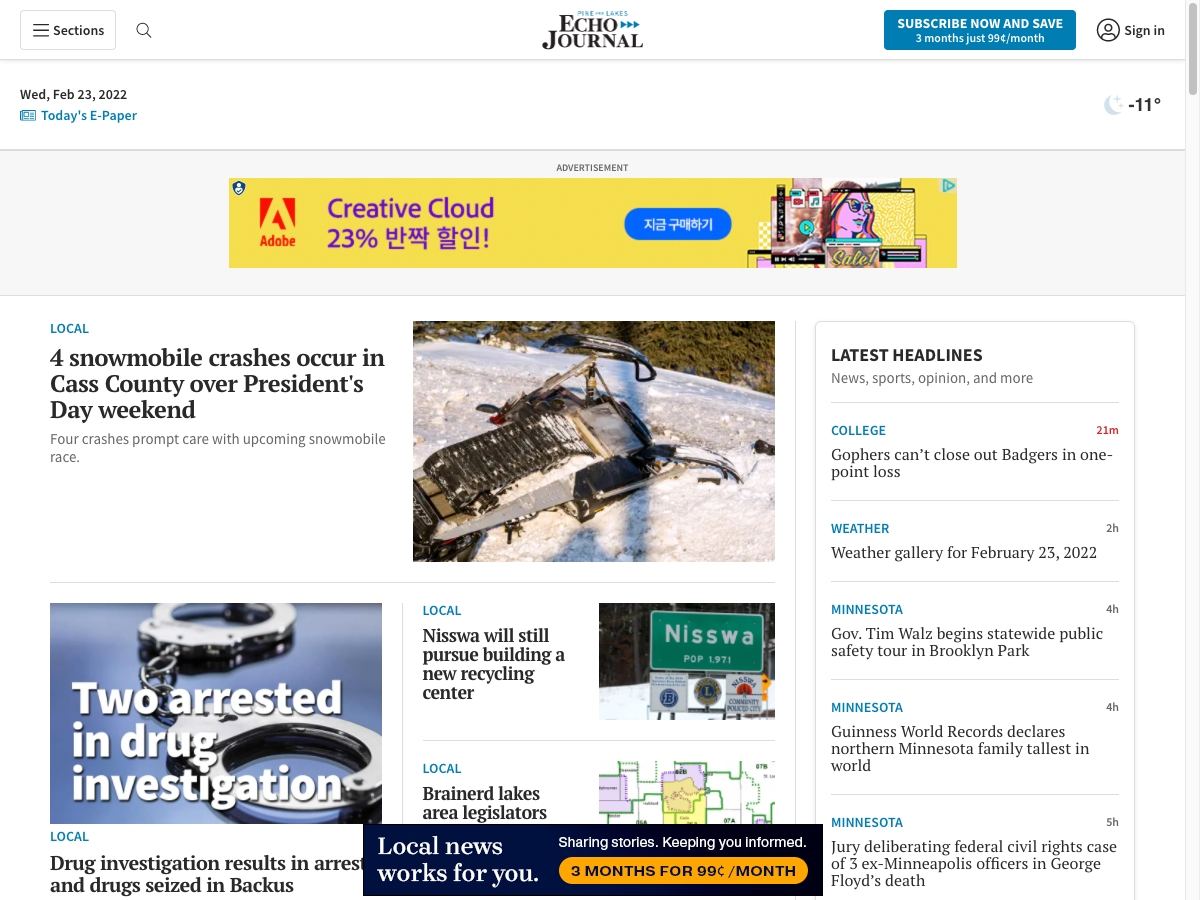 Sections
PINE AND LAKES
ECHO
JOURNAL
SUBSCRIBE NOW AND SAVE
3 months just 99¢/month
Sign in
Wed, Feb 23, 2022
Today's E-Paper
-11°
ADVERTISEMENT
Adobe
Creative Cloud
23% 반짝 할인!
지금 구매하기
Sale!
LOCAL
4 snowmobile crashes occur in
Cass County over President's
Day weekend
Four crashes prompt care with upcoming snowmobile
race.
Two arrested
in drug
investigation
LOCAL
Drug investigation results in arrest
and drugs seized in Backus
LOCAL
Nisswa will still
pursue building a
new recycling
center
Nisswa
POP 1,971
NISSWA
COMMUNITY
POLICED CITY
LOCAL
Brainerd lakes
area legislators
02B
07B
LATEST HEADLINES
News, sports, opinion, and more
COLLEGE
21m
Gophers can’t close out Badgers in one-
point loss
WEATHER
2h
Weather gallery for February 23, 2022
MINNESOTA
4h
Gov. Tim Walz begins statewide public
safety tour in Brooklyn Park
MINNESOTA
4h
Guinness World Records declares
northern Minnesota family tallest in
world
MINNESOTA
5h
Jury deliberating federal civil rights case
of 3 ex-Minneapolis officers in George
Floyd’s death
Local news
works for you.
Sharing stories. Keeping you informed.
3 MONTHS FOR 99¢ /MONTH